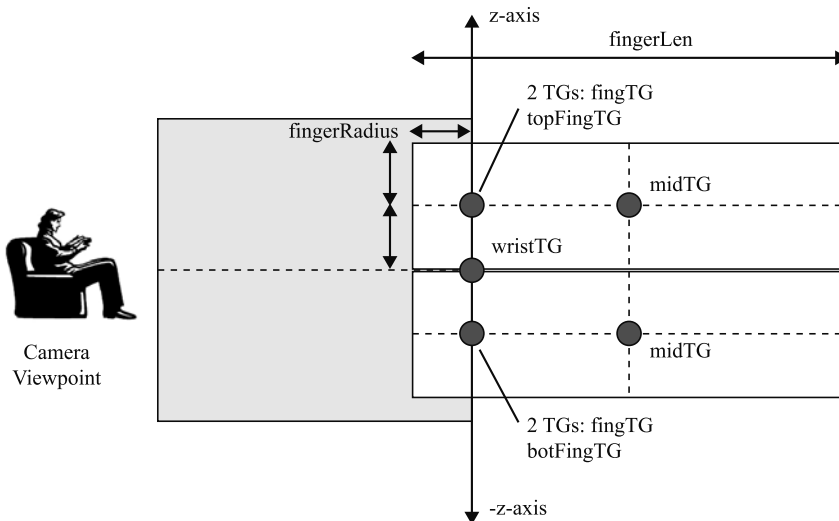 z-axis
fingerLen
2 TGs: fingTG
topFingTG
fingerRadius
midTG
wristTG
Camera
Viewpoint
midTG
2 TGs: fingTG
botFingTG
-z-axis